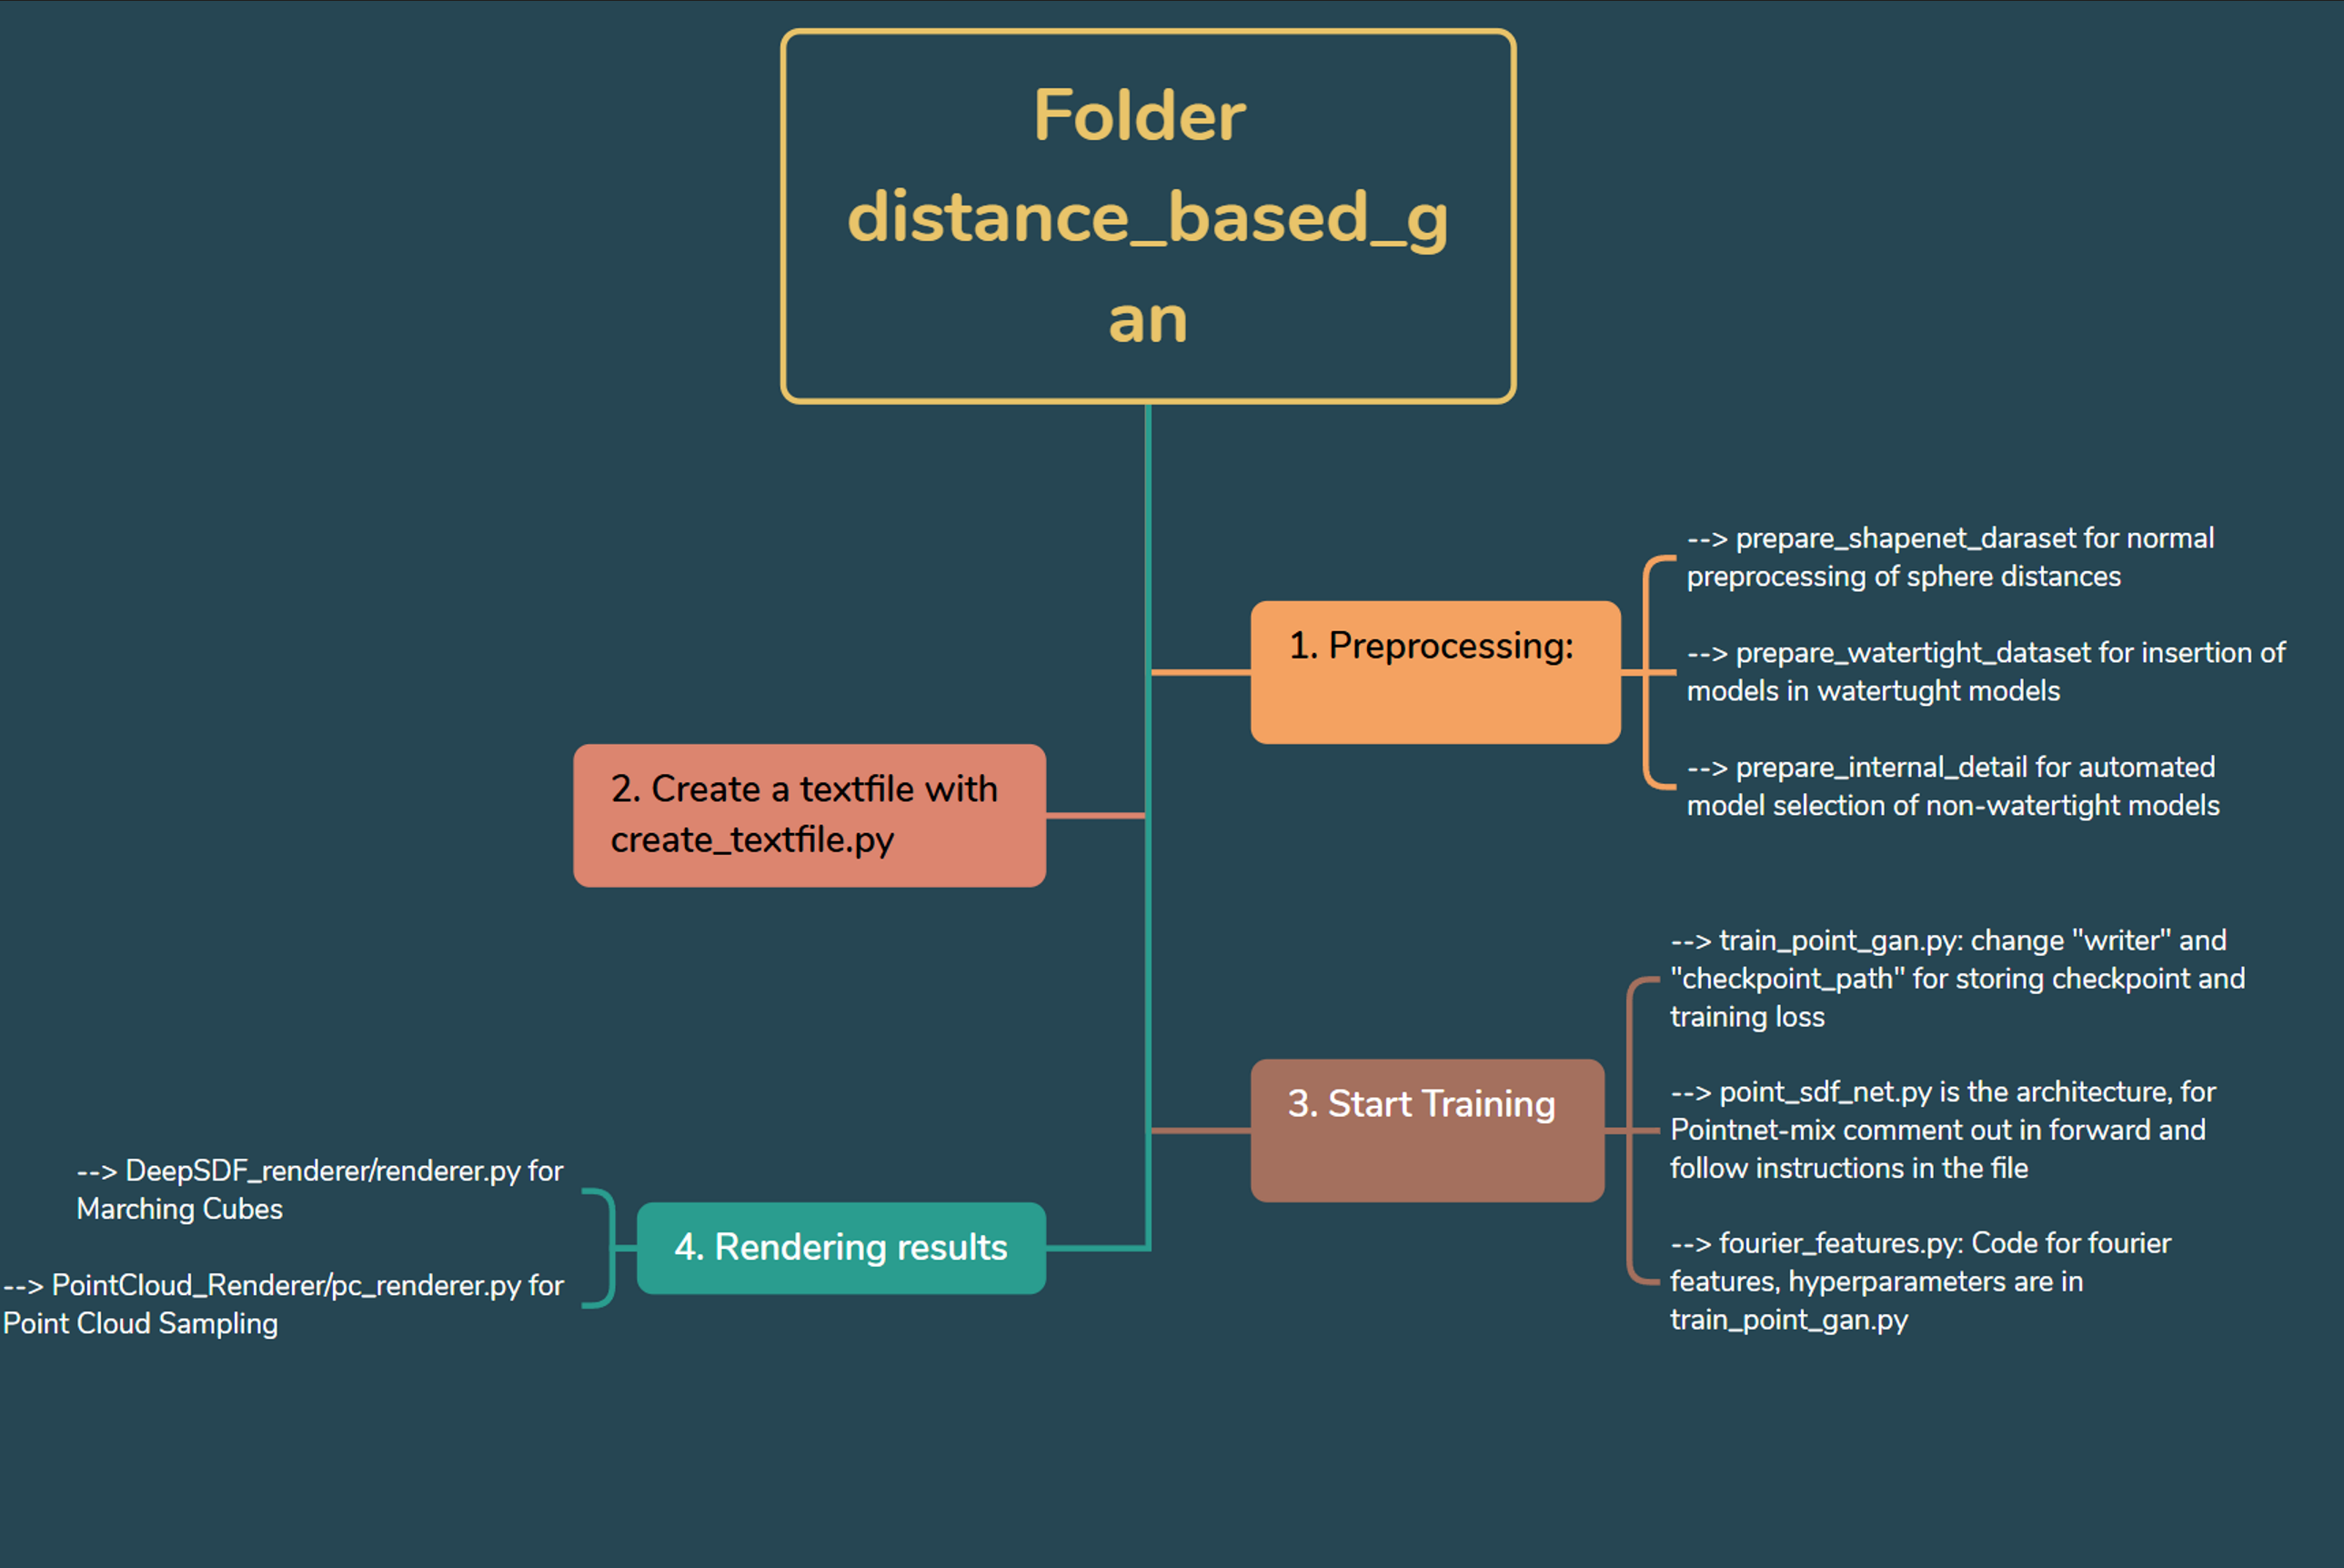 Folder
distance_based_g
an
1. Preprocessing:
--> prepare_shapenet_daraset for normal
preprocessing of sphere distances
--> prepare_watertight_dataset for insertion of
models in watertught models
--> prepare_internal_detail for automated
model selection of non-watertight models
2. Create a textfile with
create_textfile.py
3. Start Training
--> train_point_gan.py: change "writer" and
"checkpoint_path" for storing checkpoint and
training loss
--> point_sdf_net.py is the architecture, for
Pointnet-mix comment out in forward and
follow instructions in the file
--> fourier_features.py: Code for fourier
features, hyperparameters are in
train_point_gan.py
4. Rendering results
--> DeepSDF_renderer/renderer.py for
Marching Cubes
--> PointCloud_Renderer/pc_renderer.py for
Point Cloud Sampling